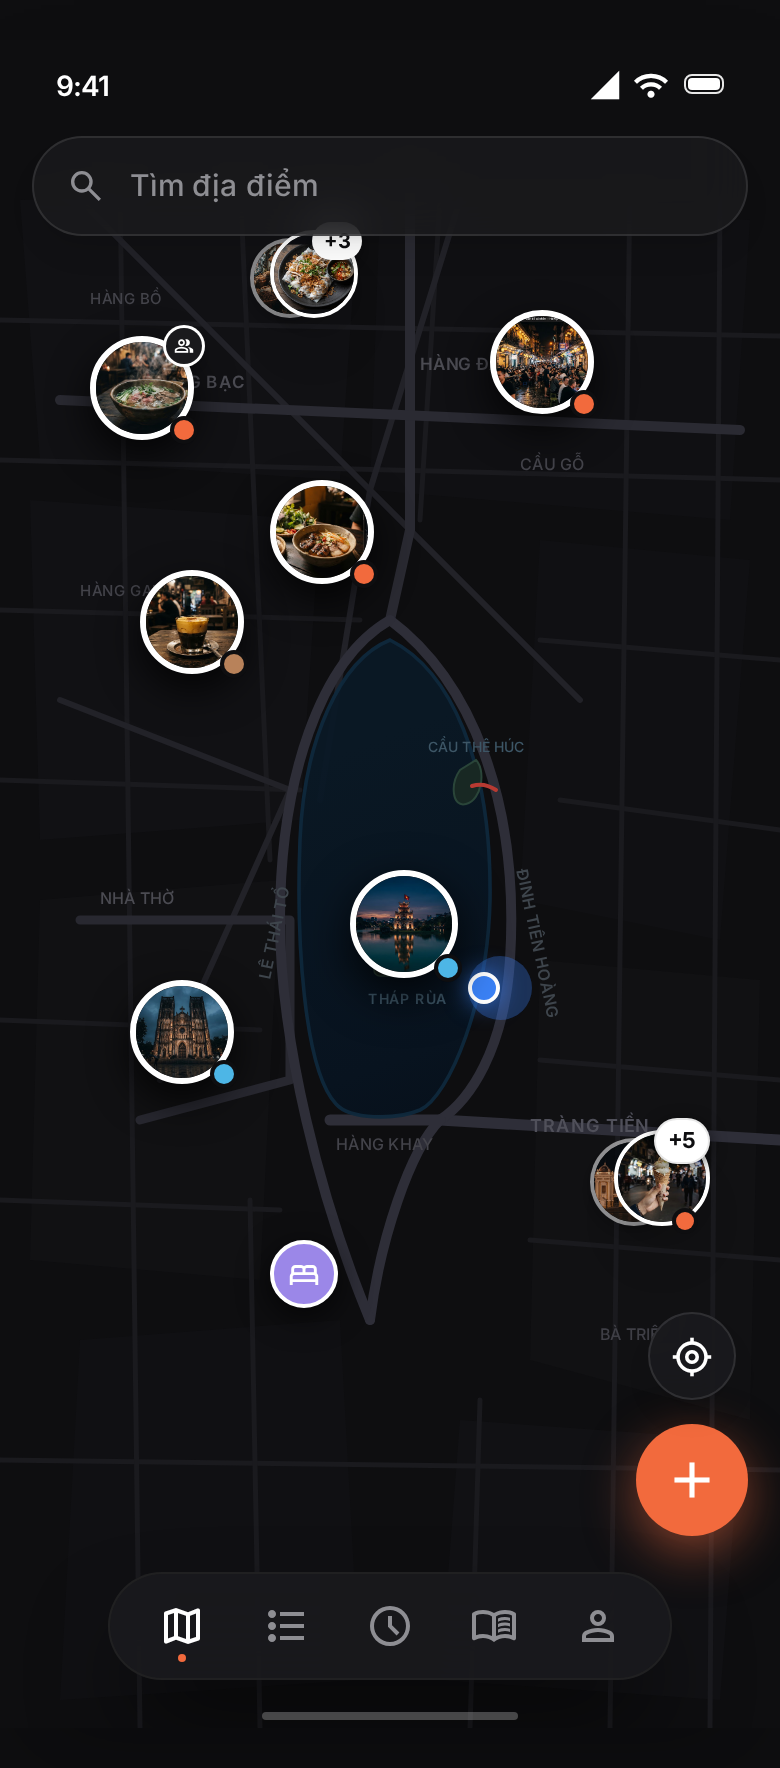 9:41
Tìm địa điểm
+3
HÀNG BỒ
G BẠC
HÀNG Đ
CẦU GỖ
HÀNG GA
CẦU THÊ HÚC
NHÀ THỜ
LÊ THÁI TỔ
ĐINH TIÊN HOÀNG
THÁP RÙA
TRÀNG TIỀN
HÀNG KHAY
+5
BÀ TRIỆ